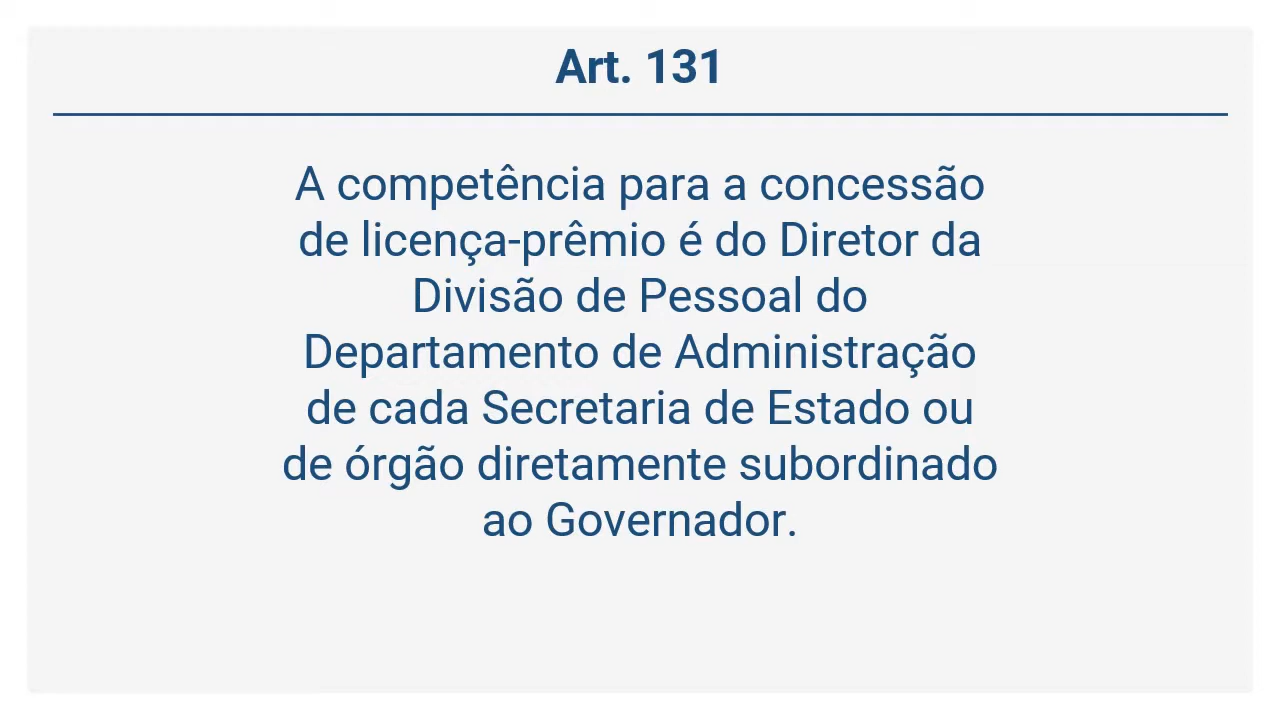 Art. 131
A competência para a concessão
de licença-prêmio é do Diretor da
Divisão de Pessoal do
Departamento de Administração
de cada Secretaria de Estado ou
de órgão diretamente subordinado
ao Governador.